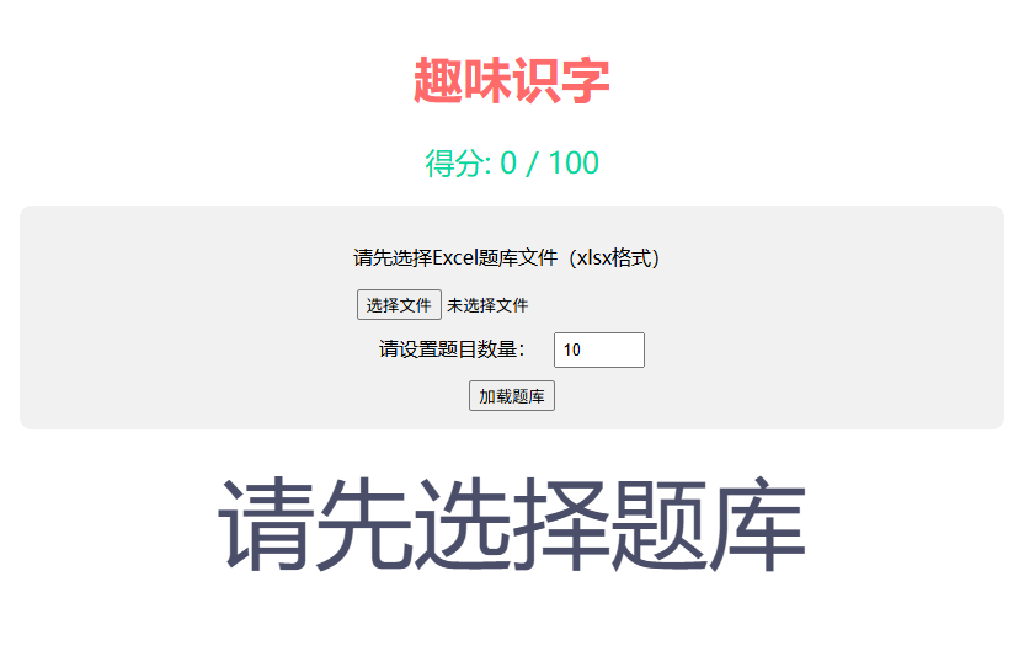 趣味识字
得分: 0 / 100
请先选择Excel题库文件（xlsx格式）
选择文件 未选择文件
请设置题目数量： 10
加载题库
请先选择题库